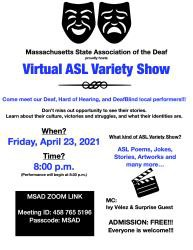 Massachusetts State Association of the Deaf
proudly hosts
Virtual ASL Variety Show
Come meet our Deaf, Hard of Hearing, and Deaf/Blind local performers!!!
Don't miss out opportunity to see their stories.
Learn about their culture, victories and struggles, and what their identities are.
When?
Friday, April 23, 2021
Time?
8:00 p.m.
(Performance will begin at 8:00 p.m.)
MSAD ZOOM LINK
Meeting ID: 458 765 5196
Passcode: MSAD
What kind of ASL Variety Show?
ASL Poems, Jokes,
Stories, Artworks and
many more...
MC:
Ivy Vélez & Surprise Guest
ADMISSION: FREE!!!
Everyone is welcome!!!